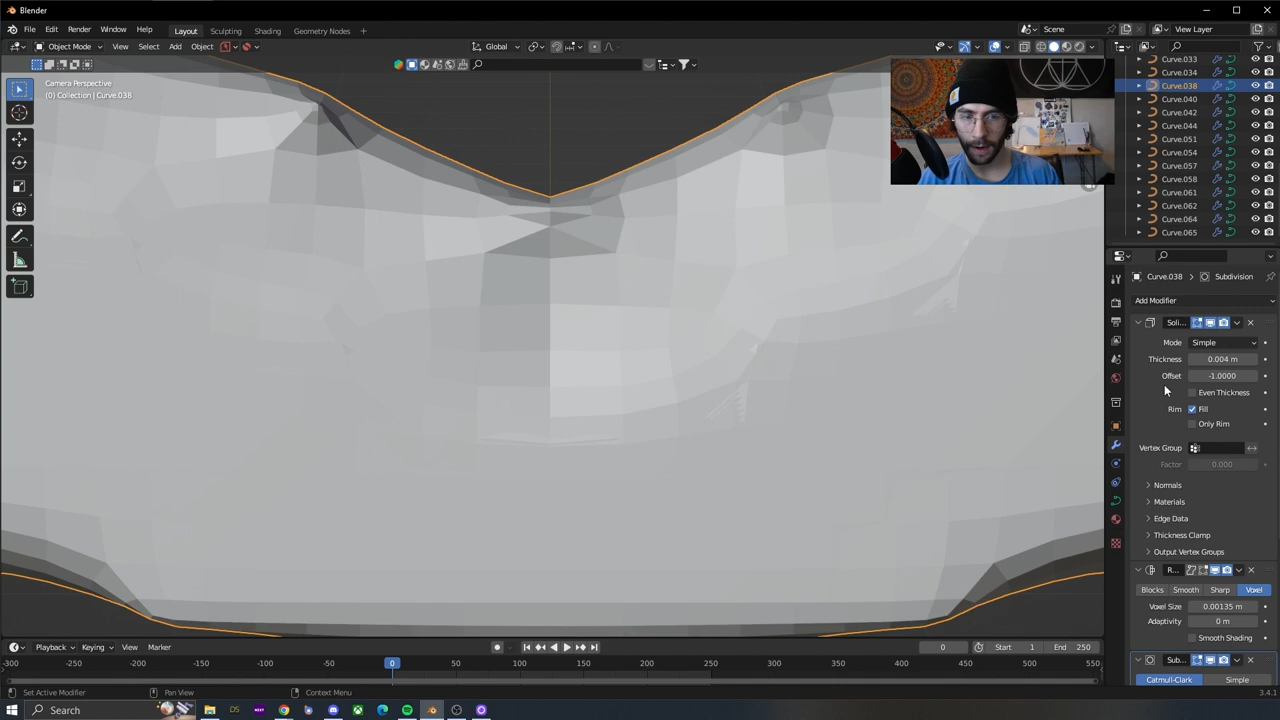 Blender
File Edit Render Window Help Layout Sculpting Shading Geometry Nodes + Scene View Layer
Object Mode View Select Add Object Global
Camera Perspective
(0) Collection | Curve.038
Curve.033
Curve.034
Curve.038
Curve.040
Curve.042
Curve.044
Curve.051
Curve.054
Curve.057
Curve.058
Curve.061
Curve.062
Curve.064
Curve.065
Curve.038 > Subdivision
Add Modifier
Soli...
Mode Simple
Thickness 0.004 m
Offset -1.0000
Even Thickness
Rim Fill
Only Rim
Vertex Group
Factor 0.000
Normals
Materials
Edge Data
Thickness Clamp
Output Vertex Groups
R...
Blocks Smooth Sharp Voxel
Voxel Size 0.00135 m
Adaptivity 0 m
Smooth Shading
Sub...
Catmull-Clark Simple
Playback Keying View Marker 0 Start 1 End 250
-300 -250 -200 -150 -100 -50 0 50 100 150 200 250 300 350 400 450 500 550
Set Active Modifier Pan View Context Menu 3.4.1
Search DS NEXT